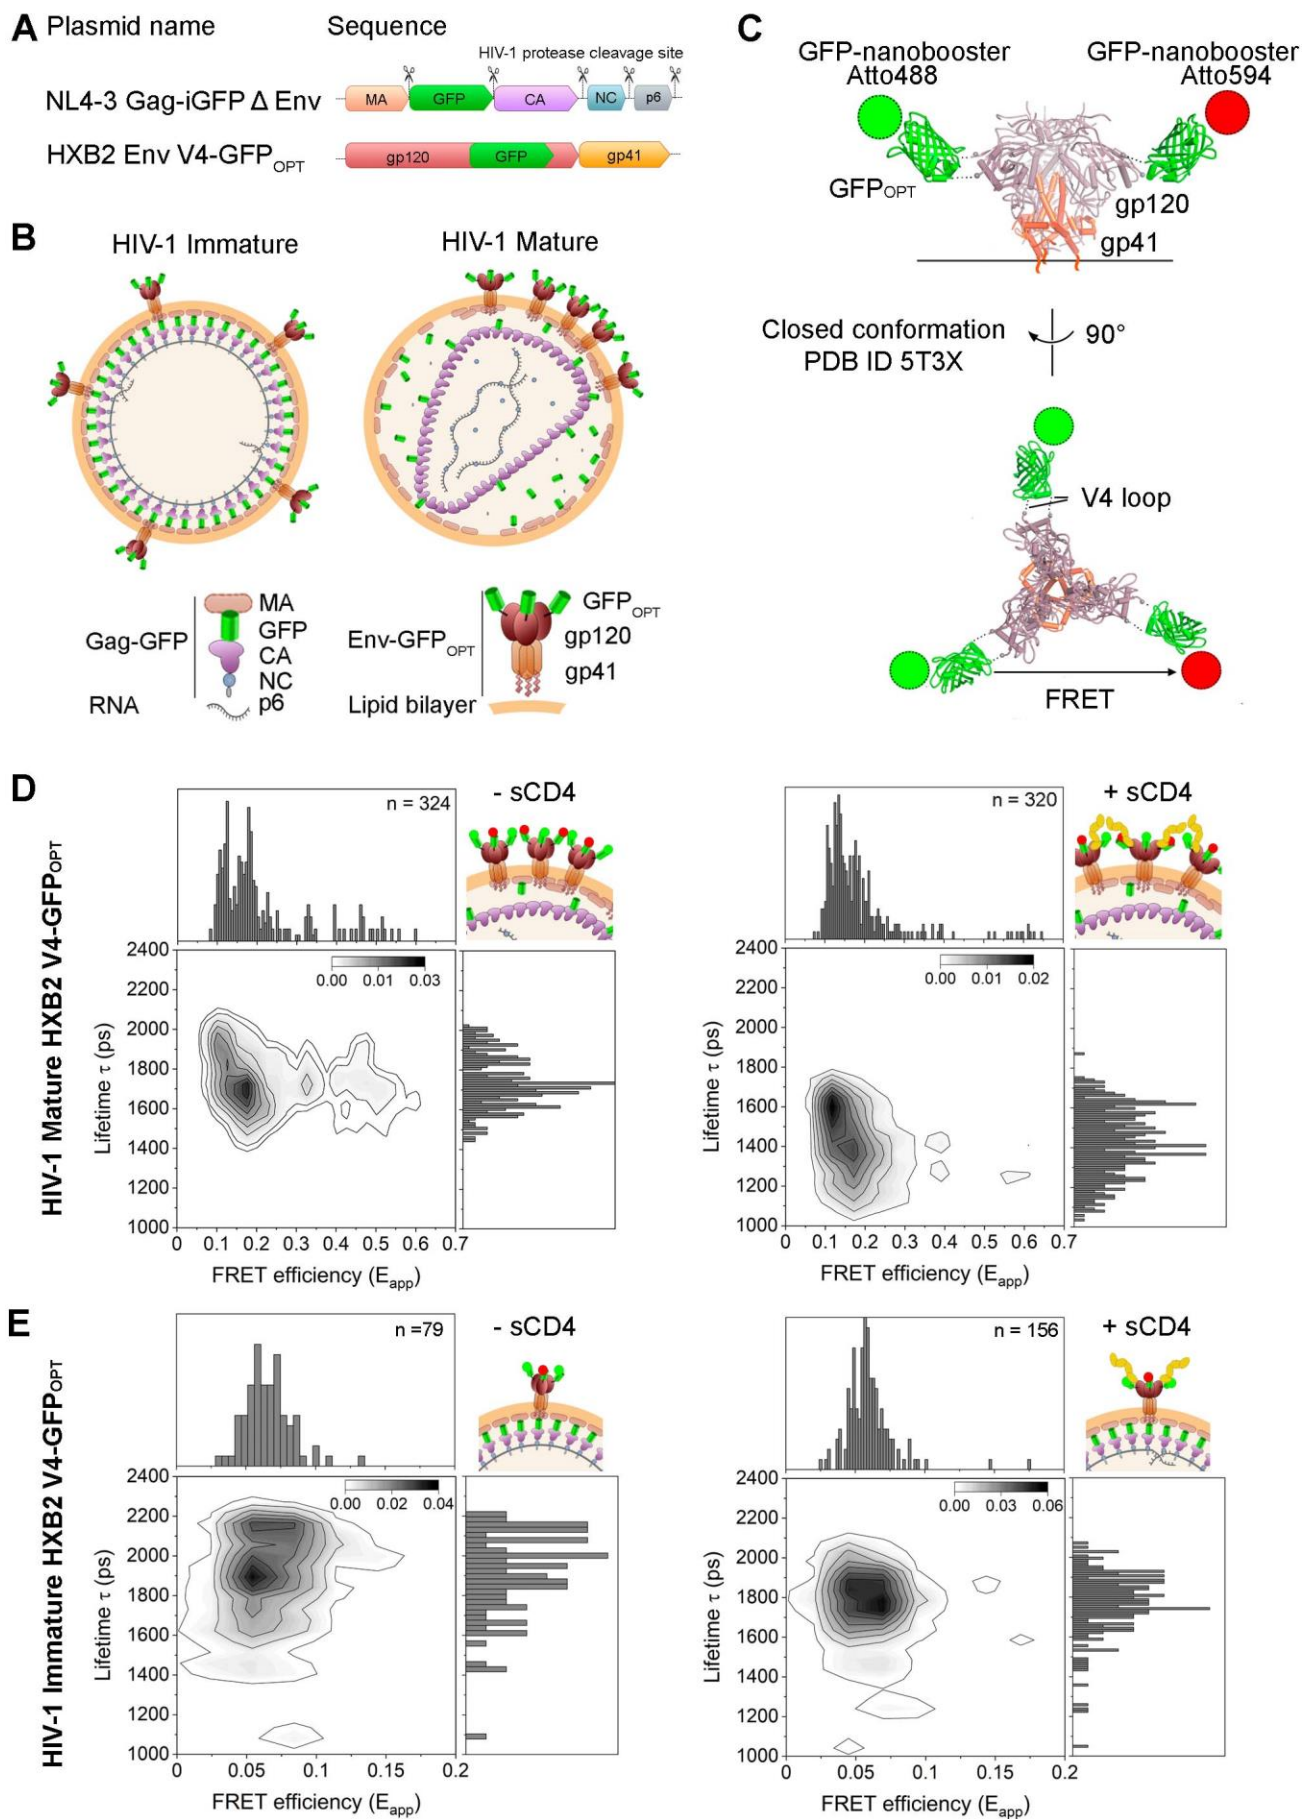 A Plasmid name Sequence
HIV-1 protease cleavage site
NL4-3 Gag-iGFP Δ Env
MA GFP CA NC p6
HXB2 Env V4-GFPOPT
gp120 GFP gp41
B
HIV-1 Immature HIV-1 Mature
Gag-GFP
MA
GFP
CA
NC
p6
RNA
Env-GFPOPT
GFPOPT
gp120
gp41
Lipid bilayer
C
GFP-nanobooster
Atto488
GFP-nanobooster
Atto594
GFPOPT
gp120
gp41
Closed conformation
PDB ID 5T3X
90°
V4 loop
FRET
D
HIV-1 Mature HXB2 V4-GFPOPT
n = 324
- sCD4
0.00 0.01 0.03
Lifetime τ (ps)
2400
2200
2000
1800
1600
1400
1200
1000
0 0.1 0.2 0.3 0.4 0.5 0.6 0.7
FRET efficiency (Eapp)
n = 320
+ sCD4
0.00 0.01 0.02
Lifetime τ (ps)
2400
2200
2000
1800
1600
1400
1200
1000
0 0.1 0.2 0.3 0.4 0.5 0.6 0.7
FRET efficiency (Eapp)
E
HIV-1 Immature HXB2 V4-GFPOPT
n =79
- sCD4
0.00 0.02 0.04
Lifetime τ (ps)
2400
2200
2000
1800
1600
1400
1200
1000
0 0.05 0.1 0.15 0.2
FRET efficiency (Eapp)
n = 156
+ sCD4
0.00 0.03 0.06
Lifetime τ (ps)
2400
2200
2000
1800
1600
1400
1200
1000
0 0.05 0.1 0.15 0.2
FRET efficiency (Eapp)